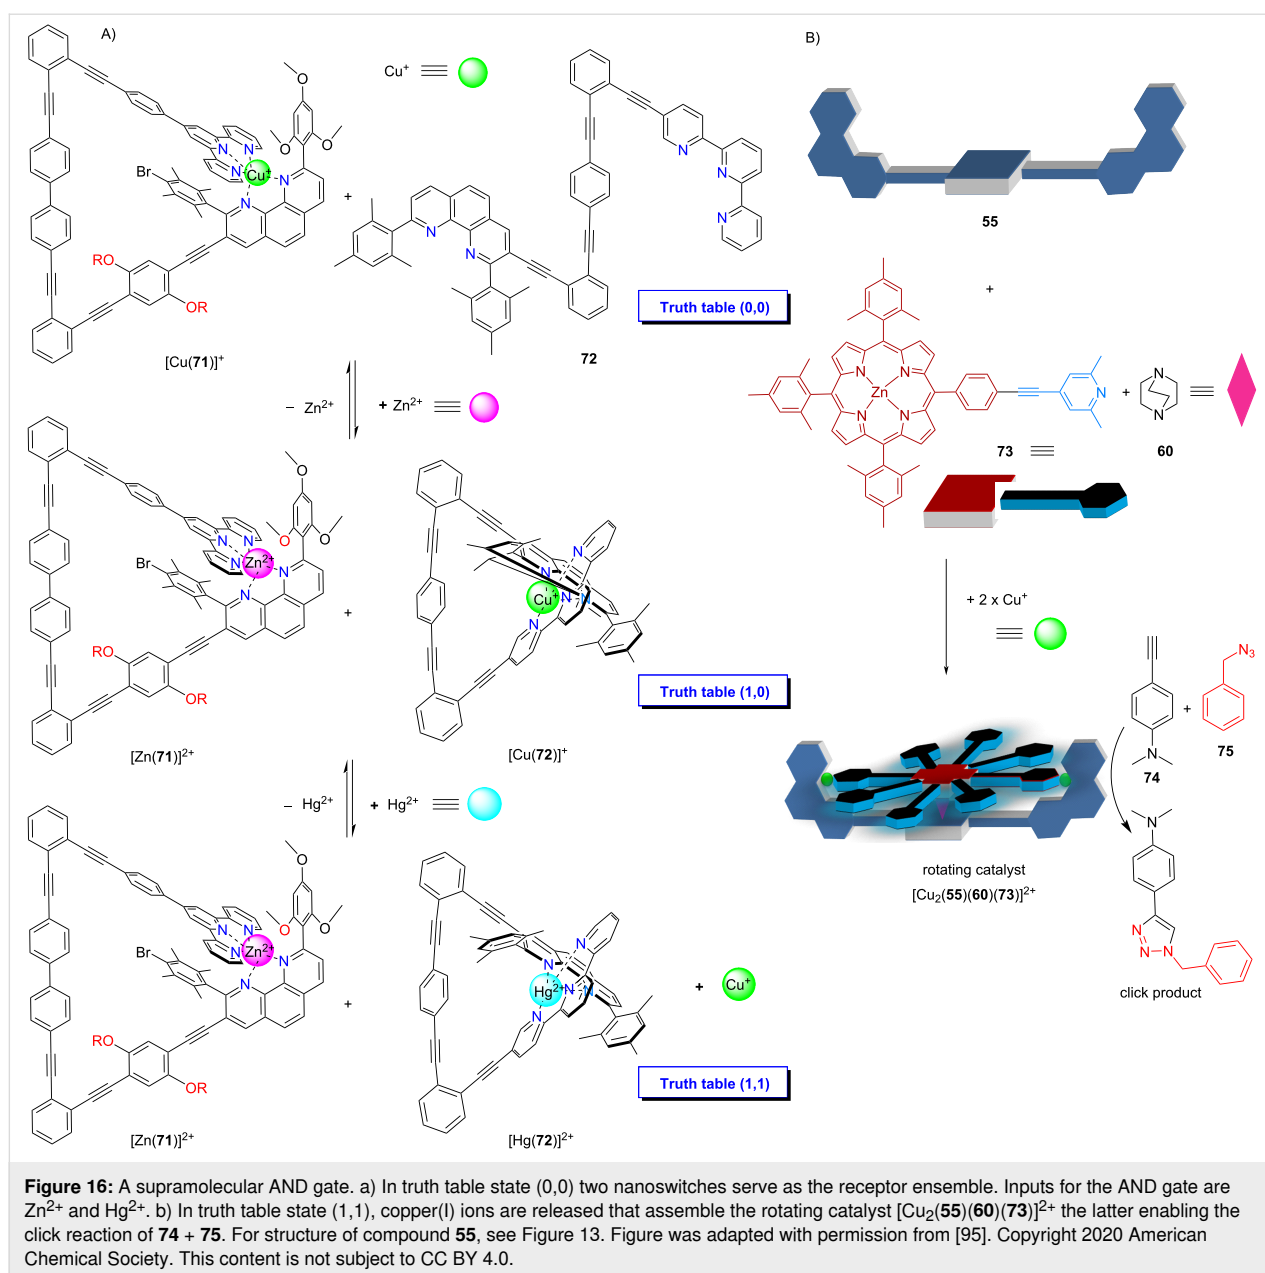 A)
Cu⁺
O
O
O
N
N
N
Cu⁺
N
N
Br
RO
OR
[Cu(71)]⁺
+
N
N
N
N
N
72
Truth table (0,0)
– Zn²⁺
+ Zn²⁺
O
O
O
N
N
N
Zn²⁺
N
N
Br
RO
OR
[Zn(71)]²⁺
+
N
N
Cu⁺
N
N
N
[Cu(72)]⁺
Truth table (1,0)
– Hg²⁺
+ Hg²⁺
O
O
O
N
N
N
Zn²⁺
N
N
Br
RO
OR
[Zn(71)]²⁺
+
N
N
Hg²⁺
N
N
N
[Hg(72)]²⁺
+
Cu⁺
Truth table (1,1)
B)
55
+
N
N
Zn
N
N
N
73
+
N
N
60
+ 2 x Cu⁺
N
74
+
N₃
75
rotating catalyst
[Cu₂(55)(60)(73)]²⁺
N
N
N
N
click product
Figure 16: A supramolecular AND gate. a) In truth table state (0,0) two nanoswitches serve as the receptor ensemble. Inputs for the AND gate are
Zn²⁺ and Hg²⁺. b) In truth table state (1,1), copper(I) ions are released that assemble the rotating catalyst [Cu₂(55)(60)(73)]²⁺ the latter enabling the
click reaction of 74 + 75. For structure of compound 55, see Figure 13. Figure was adapted with permission from [95]. Copyright 2020 American
Chemical Society. This content is not subject to CC BY 4.0.